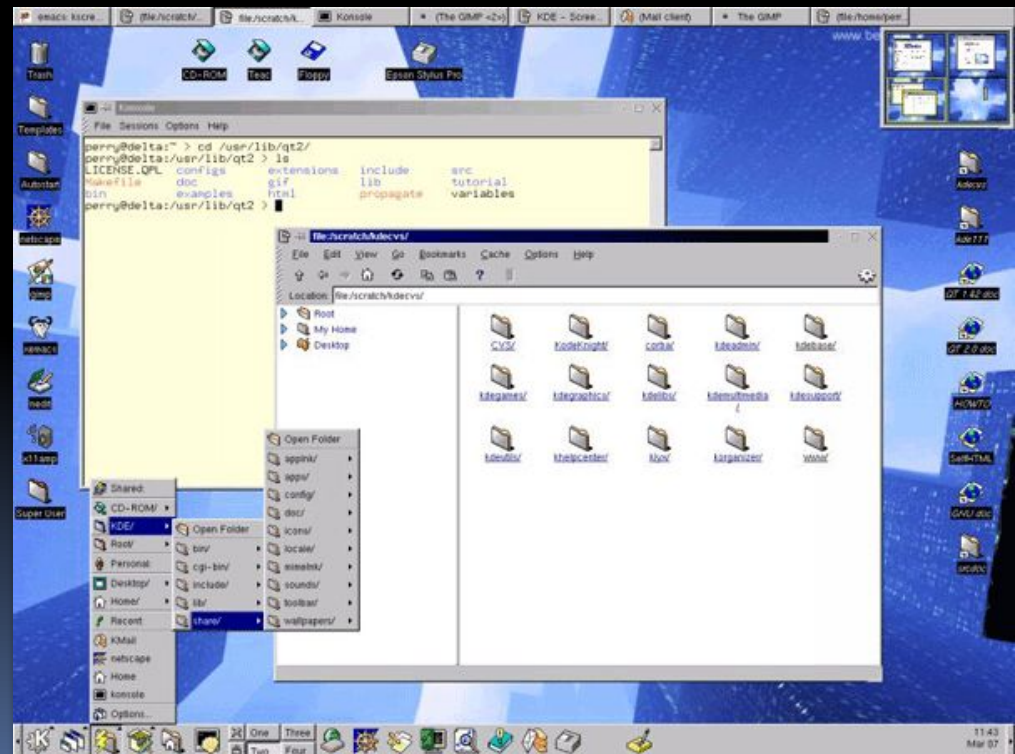 emacs: kscre...
(file:/scratch/...
file:/scratch/k...
Konsole
(The GIMP <2>)
KDE - Scree...
(Mail client)
The GIMP
(file:/home/perr...
www.be
Trash
CD-ROM
Teac
Floppy
Epson Stylus Pro
Templates
Autostart
netscape
gimp
xemacs
nedit
x11amp
Super User
Konsole
File Sessions Options Help
perry@delta:~ > cd /usr/lib/qt2/
perry@delta:/usr/lib/qt2 > ls
LICENSE.QPL configs extensions include src
Makefile doc gif lib tutorial
bin examples html propagate variables
perry@delta:/usr/lib/qt2 >
file:/scratch/kdecvs/
File Edit View Go Bookmarks Cache Options Help
Location: file:/scratch/kdecvs/
Root
My Home
Desktop
CVS/ KodeKnight/ corba/ kdeadmin/ kdebase/
kdegames/ kdegraphics/ kdelibs/ kdemultimedia/ kdesupport/
kdeutils/ khelpcenter/ klyx/ korganizer/ www/
kdecvs
kde111
QT 1.42 doc
QT 2.0 doc
HOWTO
SelfHTML
GNU doc
srcdoc
Shared:
CD-ROM/
KDE/
Root/
Personal:
Desktop/
Home/
Recent:
KMail
netscape
Home
konsole
Options...
Open Folder
bin/
cgi-bin/
include/
lib/
share/
Open Folder
applnk/
apps/
config/
doc/
icons/
locale/
mimelnk/
sounds/
toolbar/
wallpapers/
One Three
Two Four
11:43
Mar 07